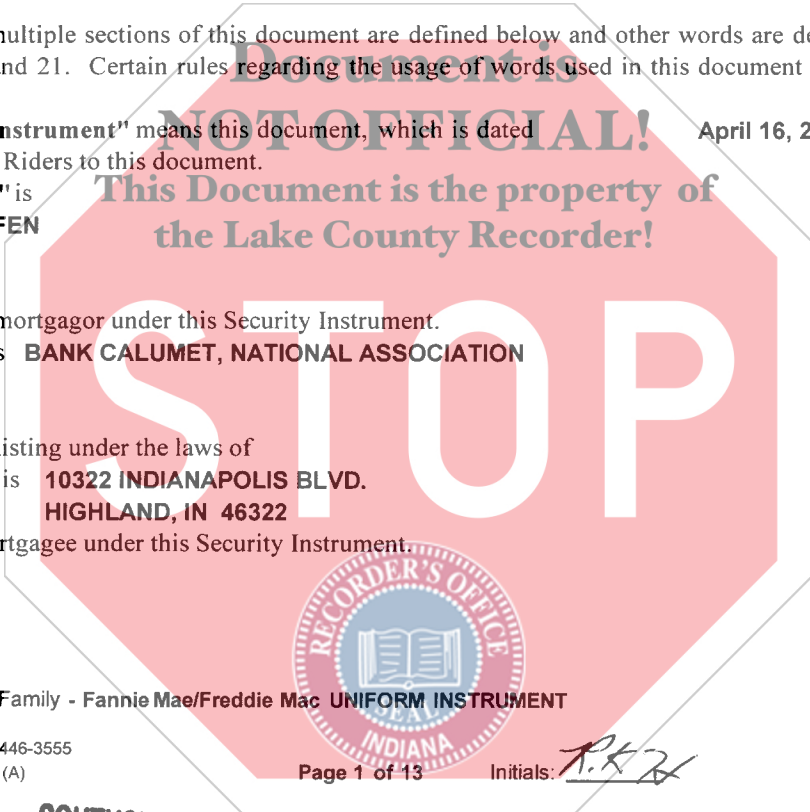 multiple sections of this document are defined below and other words are de
nd 21. Certain rules regarding the usage of words used in this document
Document is
NOT OFFICIAL!
This Document is the property of
the Lake County Recorder!
nstrument" means this document, which is dated April 16, 2
Riders to this document.
" is
FEN
mortgagor under this Security Instrument.
s BANK CALUMET, NATIONAL ASSOCIATION
STOP
isting under the laws of
is 10322 INDIANAPOLIS BLVD.
HIGHLAND, IN 46322
rtgagee under this Security Instrument.
RECORDER'S OFFICE
SEAL
INDIANA
Family - Fannie Mae/Freddie Mac UNIFORM INSTRUMENT
446-3555
(A) Page 1 of 13 Initials: